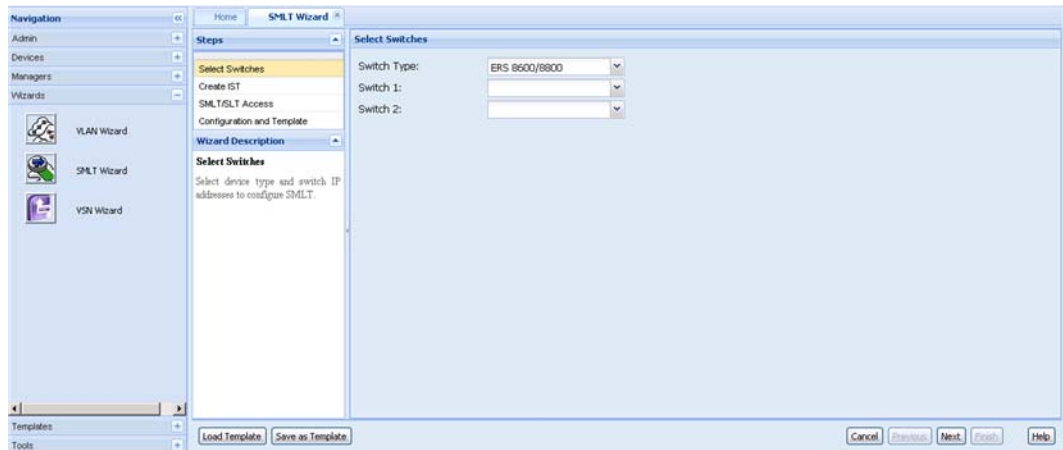 Navigation
Admin
Devices
Managers
Wizards
VLAN Wizard
SMLT Wizard
VSN Wizard
Templates
Tools
Home
SMLT Wizard
Steps
Select Switches
Create IST
SMLT/SLT Access
Configuration and Template
Wizard Description
Select Switches
Select device type and switch IP
addresses to configure SMLT.
Select Switches
Switch Type: ERS 8600/8800
Switch 1:
Switch 2:
Load Template Save as Template Cancel Previous Next Finish Help